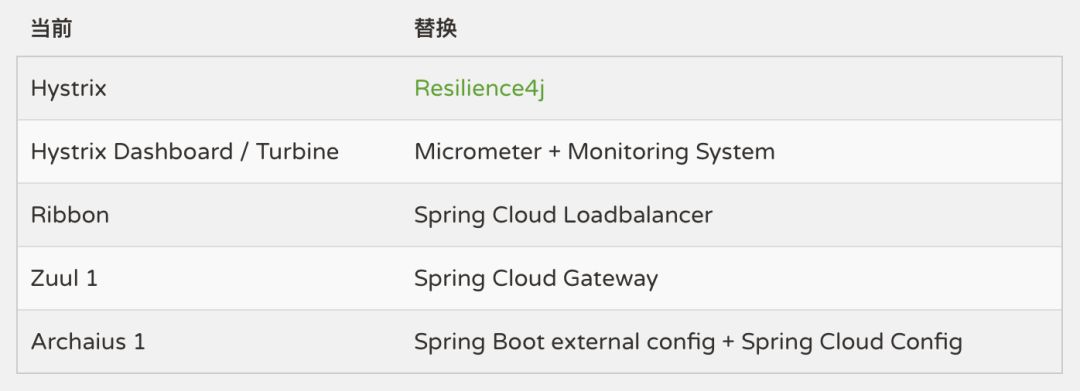 当前 替换
Hystrix Resilience4j
Hystrix Dashboard / Turbine Micrometer + Monitoring System
Ribbon Spring Cloud Loadbalancer
Zuul 1 Spring Cloud Gateway
Archaius 1 Spring Boot external config + Spring Cloud Config